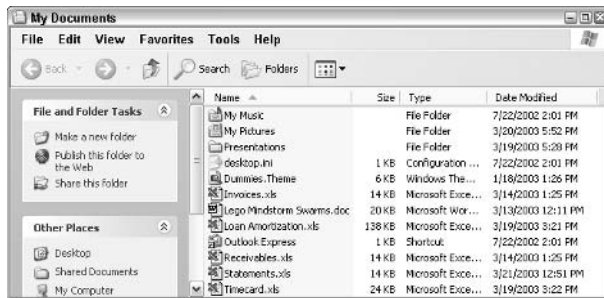 My Documents
File Edit View Favorites Tools Help
Back Search Folders
File and Folder Tasks
Make a new folder
Publish this folder to
the Web
Share this folder
Other Places
Desktop
Shared Documents
My Computer
Name Size Type Date Modified
My Music File Folder 7/22/2002 2:01 PM
My Pictures File Folder 3/20/2003 5:52 PM
Presentations File Folder 3/19/2003 5:28 PM
desktop.ini 1 KB Configuration ... 7/22/2002 2:01 PM
Dummies.Theme 6 KB Windows The... 1/18/2003 1:26 PM
Invoices.xls 14 KB Microsoft Exce... 3/14/2003 1:25 PM
Lego Mindstorm Swarms.doc 20 KB Microsoft Wor... 3/13/2003 12:11 PM
Loan Amortization.xls 138 KB Microsoft Exce... 3/19/2003 3:21 PM
Outlook Express 1 KB Shortcut 7/22/2002 2:01 PM
Receivables.xls 14 KB Microsoft Exce... 3/14/2003 1:25 PM
Statements.xls 14 KB Microsoft Exce... 3/21/2003 12:51 PM
Timecard.xls 24 KB Microsoft Exce... 3/19/2003 3:22 PM